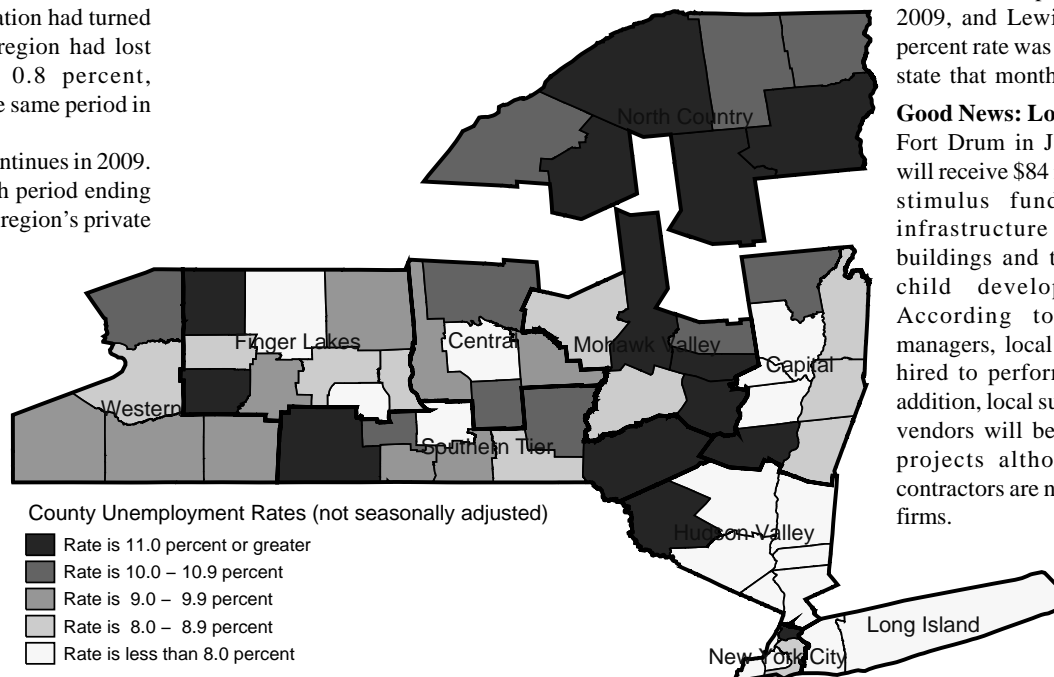 ation had turned
region had lost
0.8 percent,
e same period in
ntinues in 2009.
h period ending
region's private
2009, and Lewi
percent rate was
state that month
Good News: Lo
Fort Drum in J
will receive $84
stimulus fund
infrastructure
buildings and t
child develop
According to
managers, local
hired to perfor
addition, local su
vendors will be
projects altho
contractors are n
firms.
North Country
Finger Lakes
Central
Mohawk Valley
Capital
Western
Southern Tier
Hudson Valley
Long Island
New York City
County Unemployment Rates (not seasonally adjusted)
Rate is 11.0 percent or greater
Rate is 10.0 – 10.9 percent
Rate is 9.0 – 9.9 percent
Rate is 8.0 – 8.9 percent
Rate is less than 8.0 percent